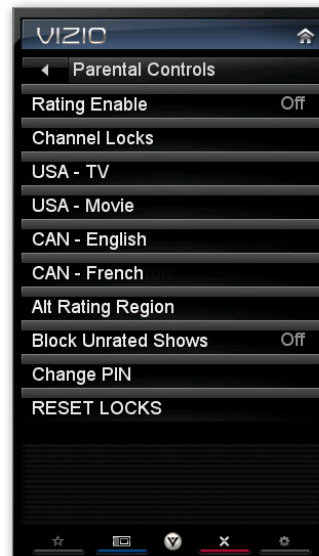 VIZIO
Parental Controls
Rating Enable Off
Channel Locks
USA - TV
USA - Movie
CAN - English
CAN - French
Alt Rating Region
Block Unrated Shows Off
Change PIN
RESET LOCKS